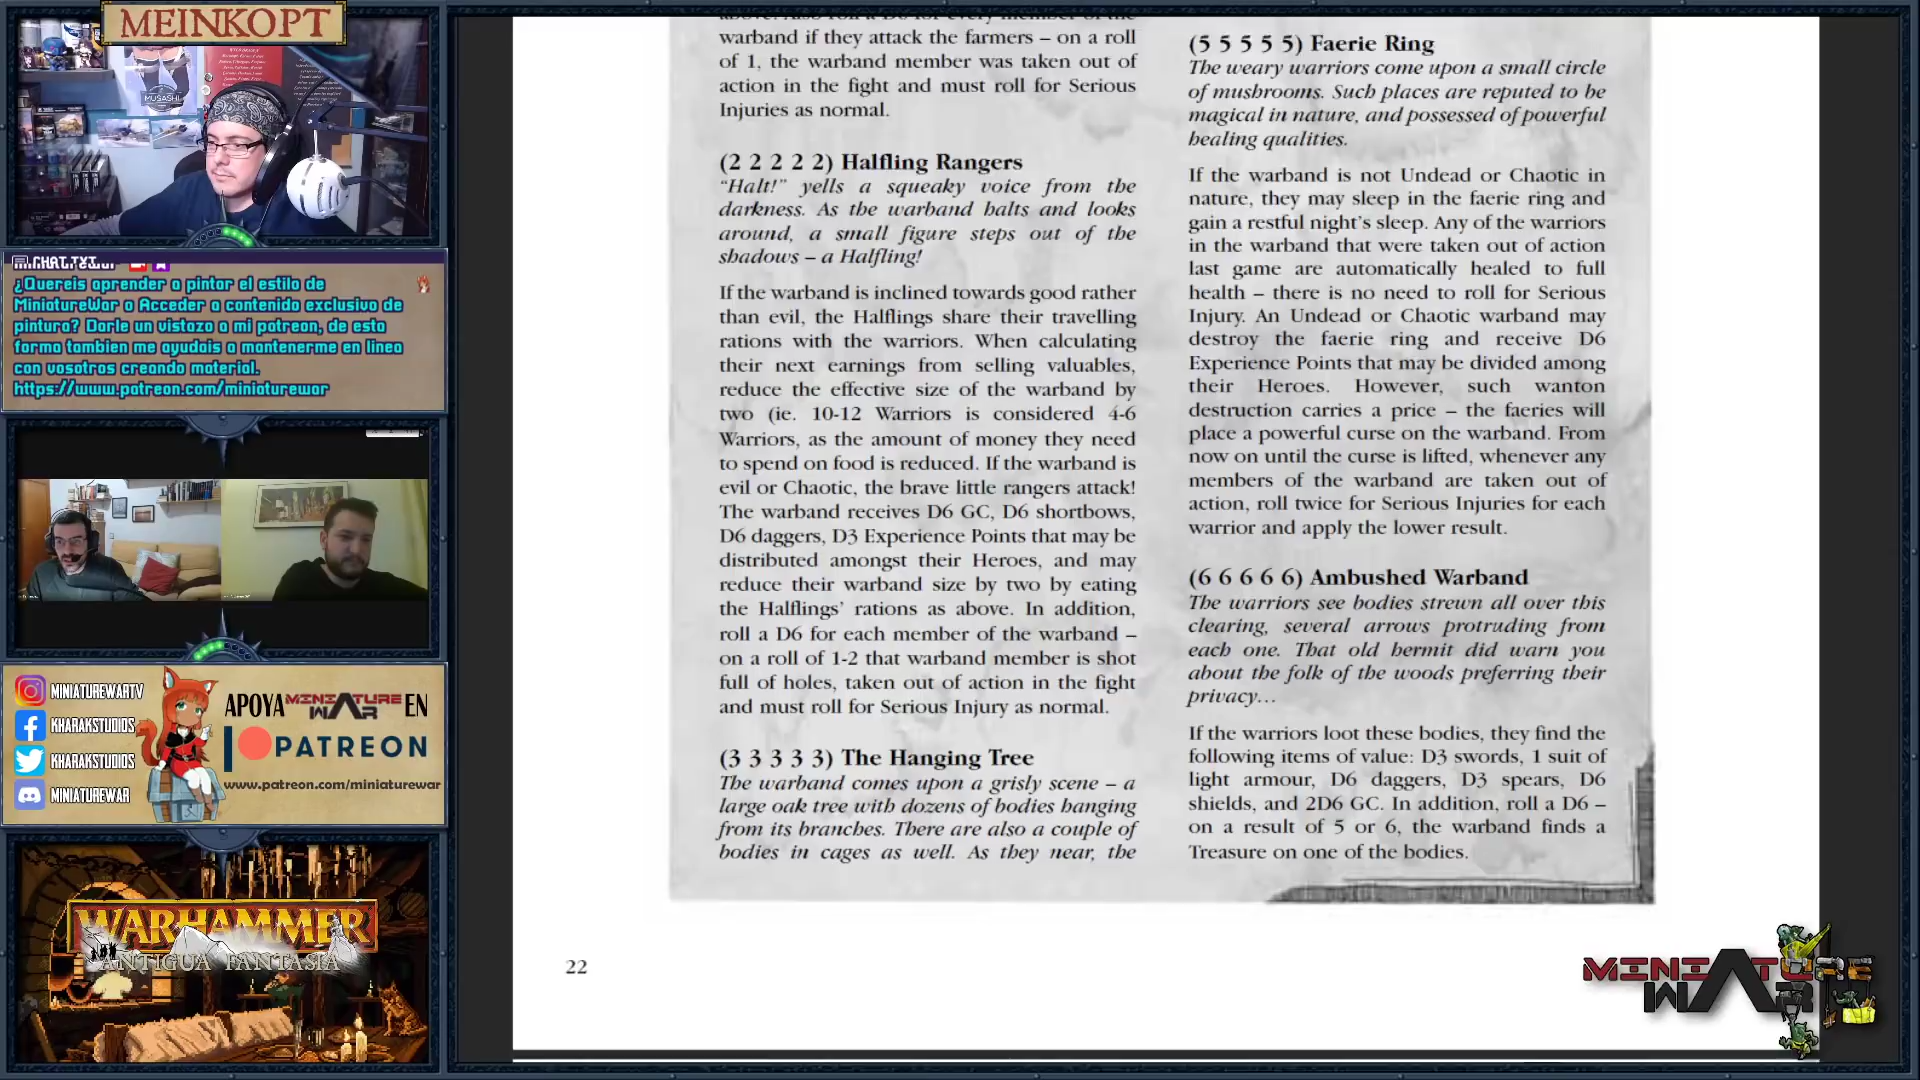 MEINKOPT
MUSASHI
¿Quereis aprender a pintar el estilo de
MiniatureWar o Acceder a contenido exclusivo de
pintura? Darle un vistazo a mi patreon, de esta
forma tambien me ayudais a mantenerme en linea
con vosotros creando material.
https://www.patreon.com/miniaturewar
MINIATUREWARTV
KHARAKSTUDIOS
KHARAKSTUDIOS
MINIATUREWAR
APOYA MINIATURE WAR EN
PATREON
www.patreon.com/miniaturewar
WARHAMMER
ANTIGUA FANTASIA
above. Also roll a D6 for every member of the
warband if they attack the farmers – on a roll
of 1, the warband member was taken out of
action in the fight and must roll for Serious
Injuries as normal.
(2 2 2 2 2) Halfling Rangers
“Halt!” yells a squeaky voice from the
darkness. As the warband halts and looks
around, a small figure steps out of the
shadows – a Halfling!
If the warband is inclined towards good rather
than evil, the Halflings share their travelling
rations with the warriors. When calculating
their next earnings from selling valuables,
reduce the effective size of the warband by
two (ie. 10-12 Warriors is considered 4-6
Warriors, as the amount of money they need
to spend on food is reduced. If the warband is
evil or Chaotic, the brave little rangers attack!
The warband receives D6 GC, D6 shortbows,
D6 daggers, D3 Experience Points that may be
distributed amongst their Heroes, and may
reduce their warband size by two by eating
the Halflings’ rations as above. In addition,
roll a D6 for each member of the warband –
on a roll of 1-2 that warband member is shot
full of holes, taken out of action in the fight
and must roll for Serious Injury as normal.
(3 3 3 3 3) The Hanging Tree
The warband comes upon a grisly scene – a
large oak tree with dozens of bodies hanging
from its branches. There are also a couple of
bodies in cages as well. As they near, the
(5 5 5 5 5) Faerie Ring
The weary warriors come upon a small circle
of mushrooms. Such places are reputed to be
magical in nature, and possessed of powerful
healing qualities.
If the warband is not Undead or Chaotic in
nature, they may sleep in the faerie ring and
gain a restful night’s sleep. Any of the warriors
in the warband that were taken out of action
last game are automatically healed to full
health – there is no need to roll for Serious
Injury. An Undead or Chaotic warband may
destroy the faerie ring and receive D6
Experience Points that may be divided among
their Heroes. However, such wanton
destruction carries a price – the faeries will
place a powerful curse on the warband. From
now on until the curse is lifted, whenever any
members of the warband are taken out of
action, roll twice for Serious Injuries for each
warrior and apply the lower result.
(6 6 6 6 6) Ambushed Warband
The warriors see bodies strewn all over this
clearing, several arrows protruding from
each one. That old hermit did warn you
about the folk of the woods preferring their
privacy…
If the warriors loot these bodies, they find the
following items of value: D3 swords, 1 suit of
light armour, D6 daggers, D3 spears, D6
shields, and 2D6 GC. In addition, roll a D6 –
on a result of 5 or 6, the warband finds a
Treasure on one of the bodies.
22
MINIATURE
WAR